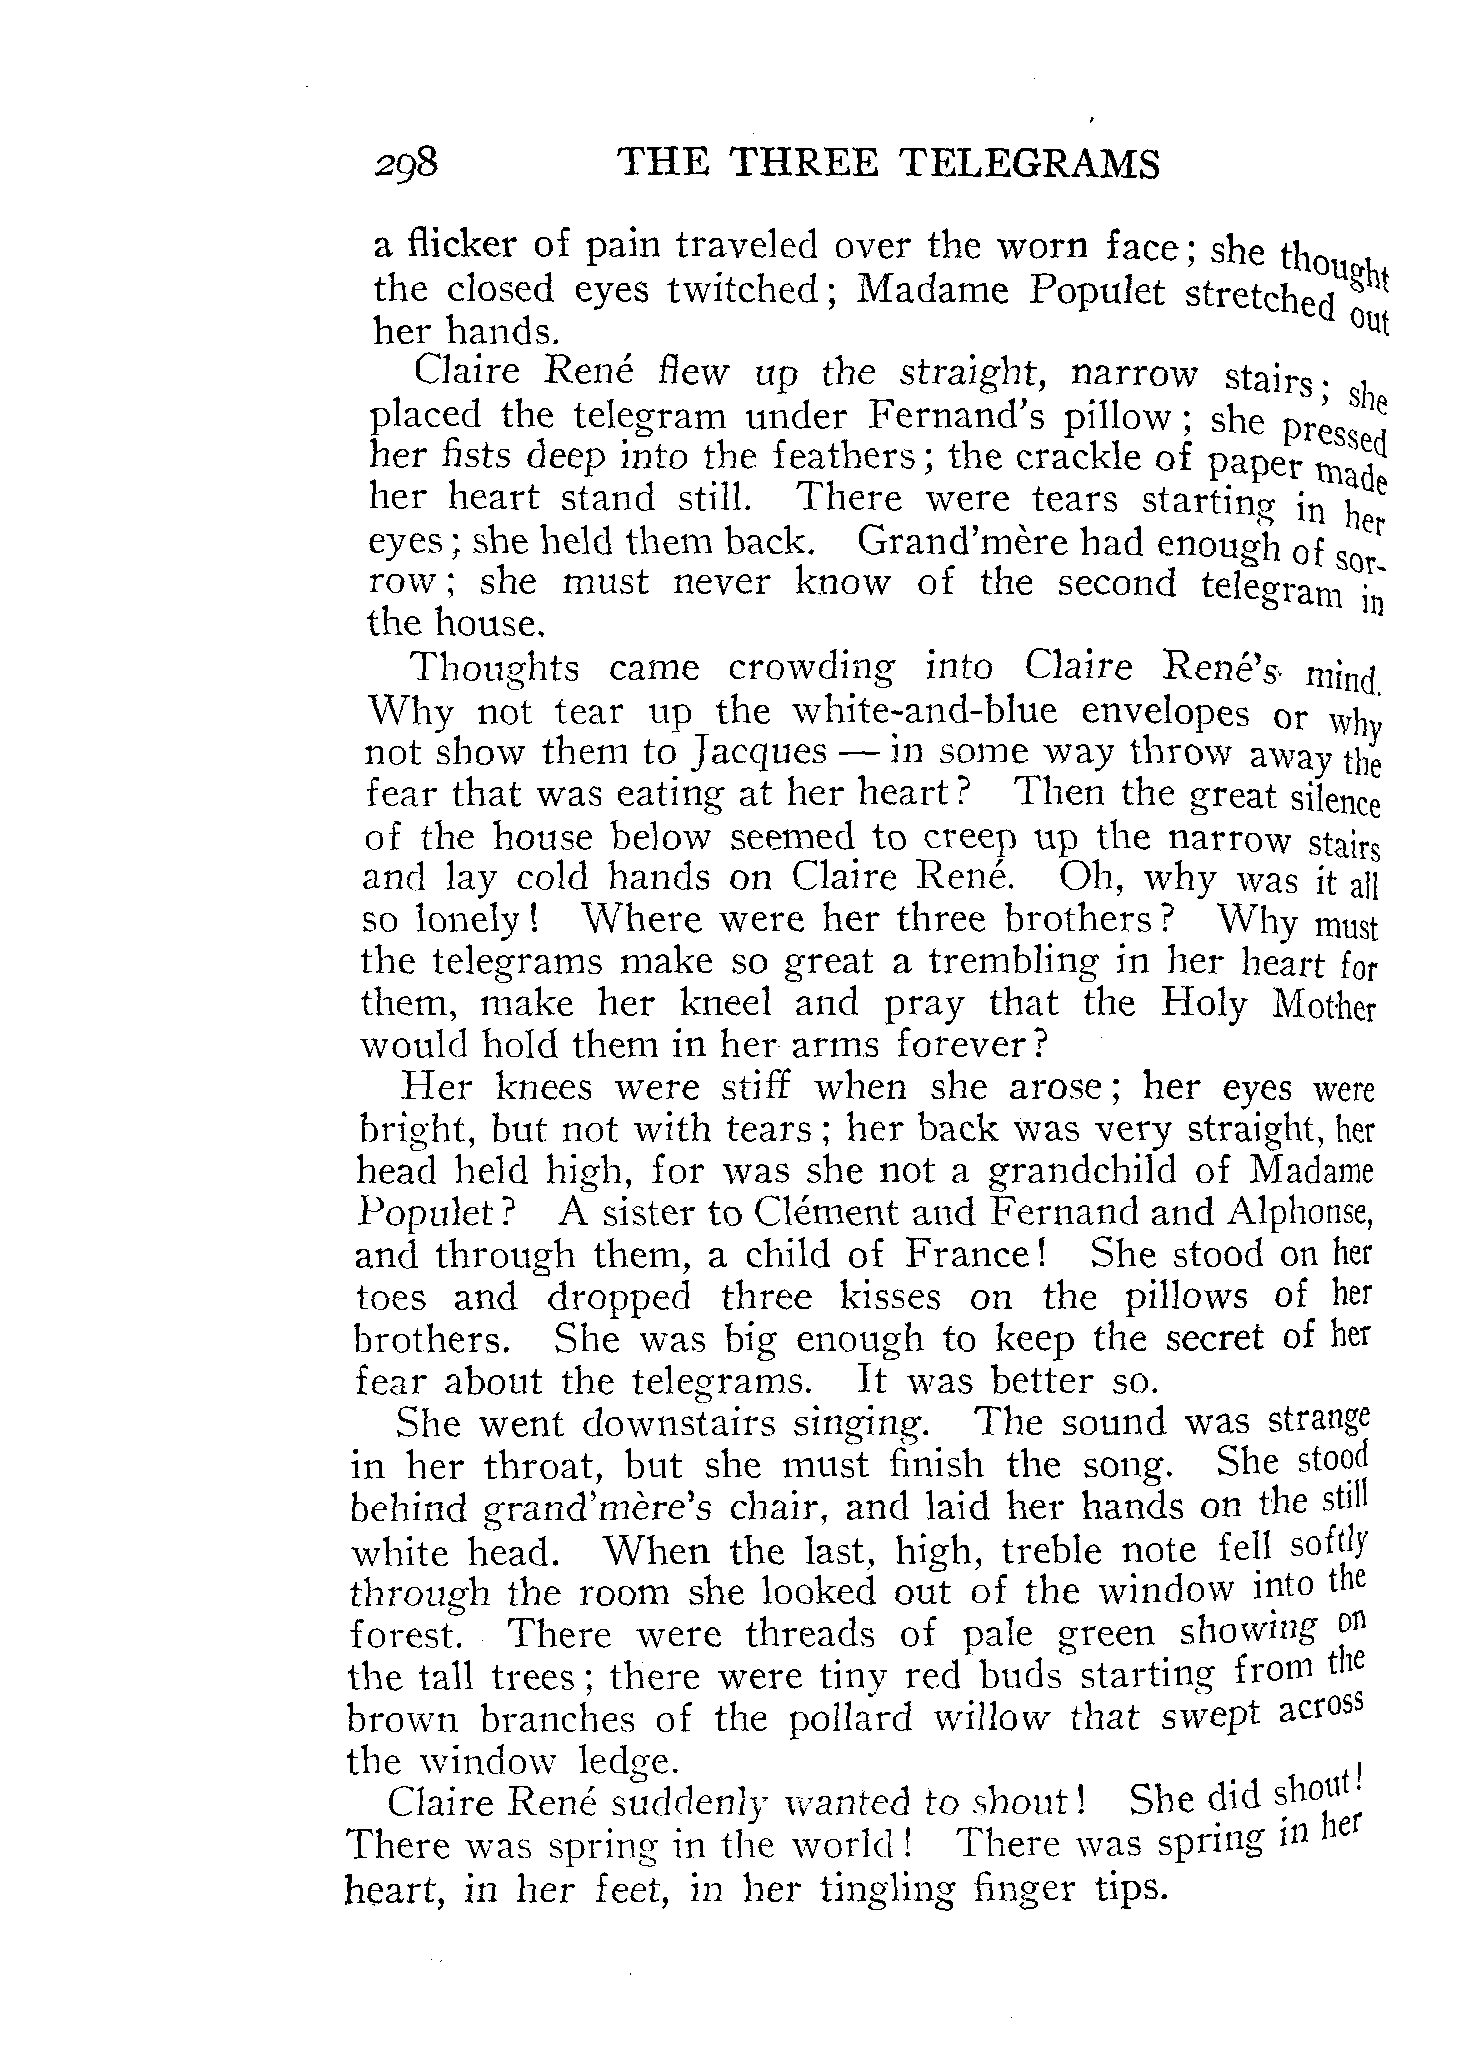 298 THE THREE TELEGRAMS
a flicker of pain traveled over the worn face; she thought
the closed eyes twitched; Madame Populet stretched out
her hands.
Claire René flew up the straight, narrow stairs; she
placed the telegram under Fernand's pillow; she pressed
her fists deep into the feathers; the crackle of paper made
her heart stand still. There were tears starting in her
eyes; she held them back. Grand'mère had enough of sor-
row; she must never know of the second telegram in
the house.
Thoughts came crowding into Claire René's mind.
Why not tear up the white-and-blue envelopes or why
not show them to Jacques — in some way throw away the
fear that was eating at her heart? Then the great silence
of the house below seemed to creep up the narrow stairs
and lay cold hands on Claire René. Oh, why was it all
so lonely! Where were her three brothers? Why must
the telegrams make so great a trembling in her heart for
them, make her kneel and pray that the Holy Mother
would hold them in her arms forever?
Her knees were stiff when she arose; her eyes were
bright, but not with tears; her back was very straight, her
head held high, for was she not a grandchild of Madame
Populet? A sister to Clément and Fernand and Alphonse,
and through them, a child of France! She stood on her
toes and dropped three kisses on the pillows of her
brothers. She was big enough to keep the secret of her
fear about the telegrams. It was better so.
She went downstairs singing. The sound was strange
in her throat, but she must finish the song. She stood
behind grand'mère's chair, and laid her hands on the still
white head. When the last, high, treble note fell softly
through the room she looked out of the window into the
forest. There were threads of pale green showing on
the tall trees; there were tiny red buds starting from the
brown branches of the pollard willow that swept across
the window ledge.
Claire René suddenly wanted to shout! She did shout!
There was spring in the world! There was spring in her
heart, in her feet, in her tingling finger tips.